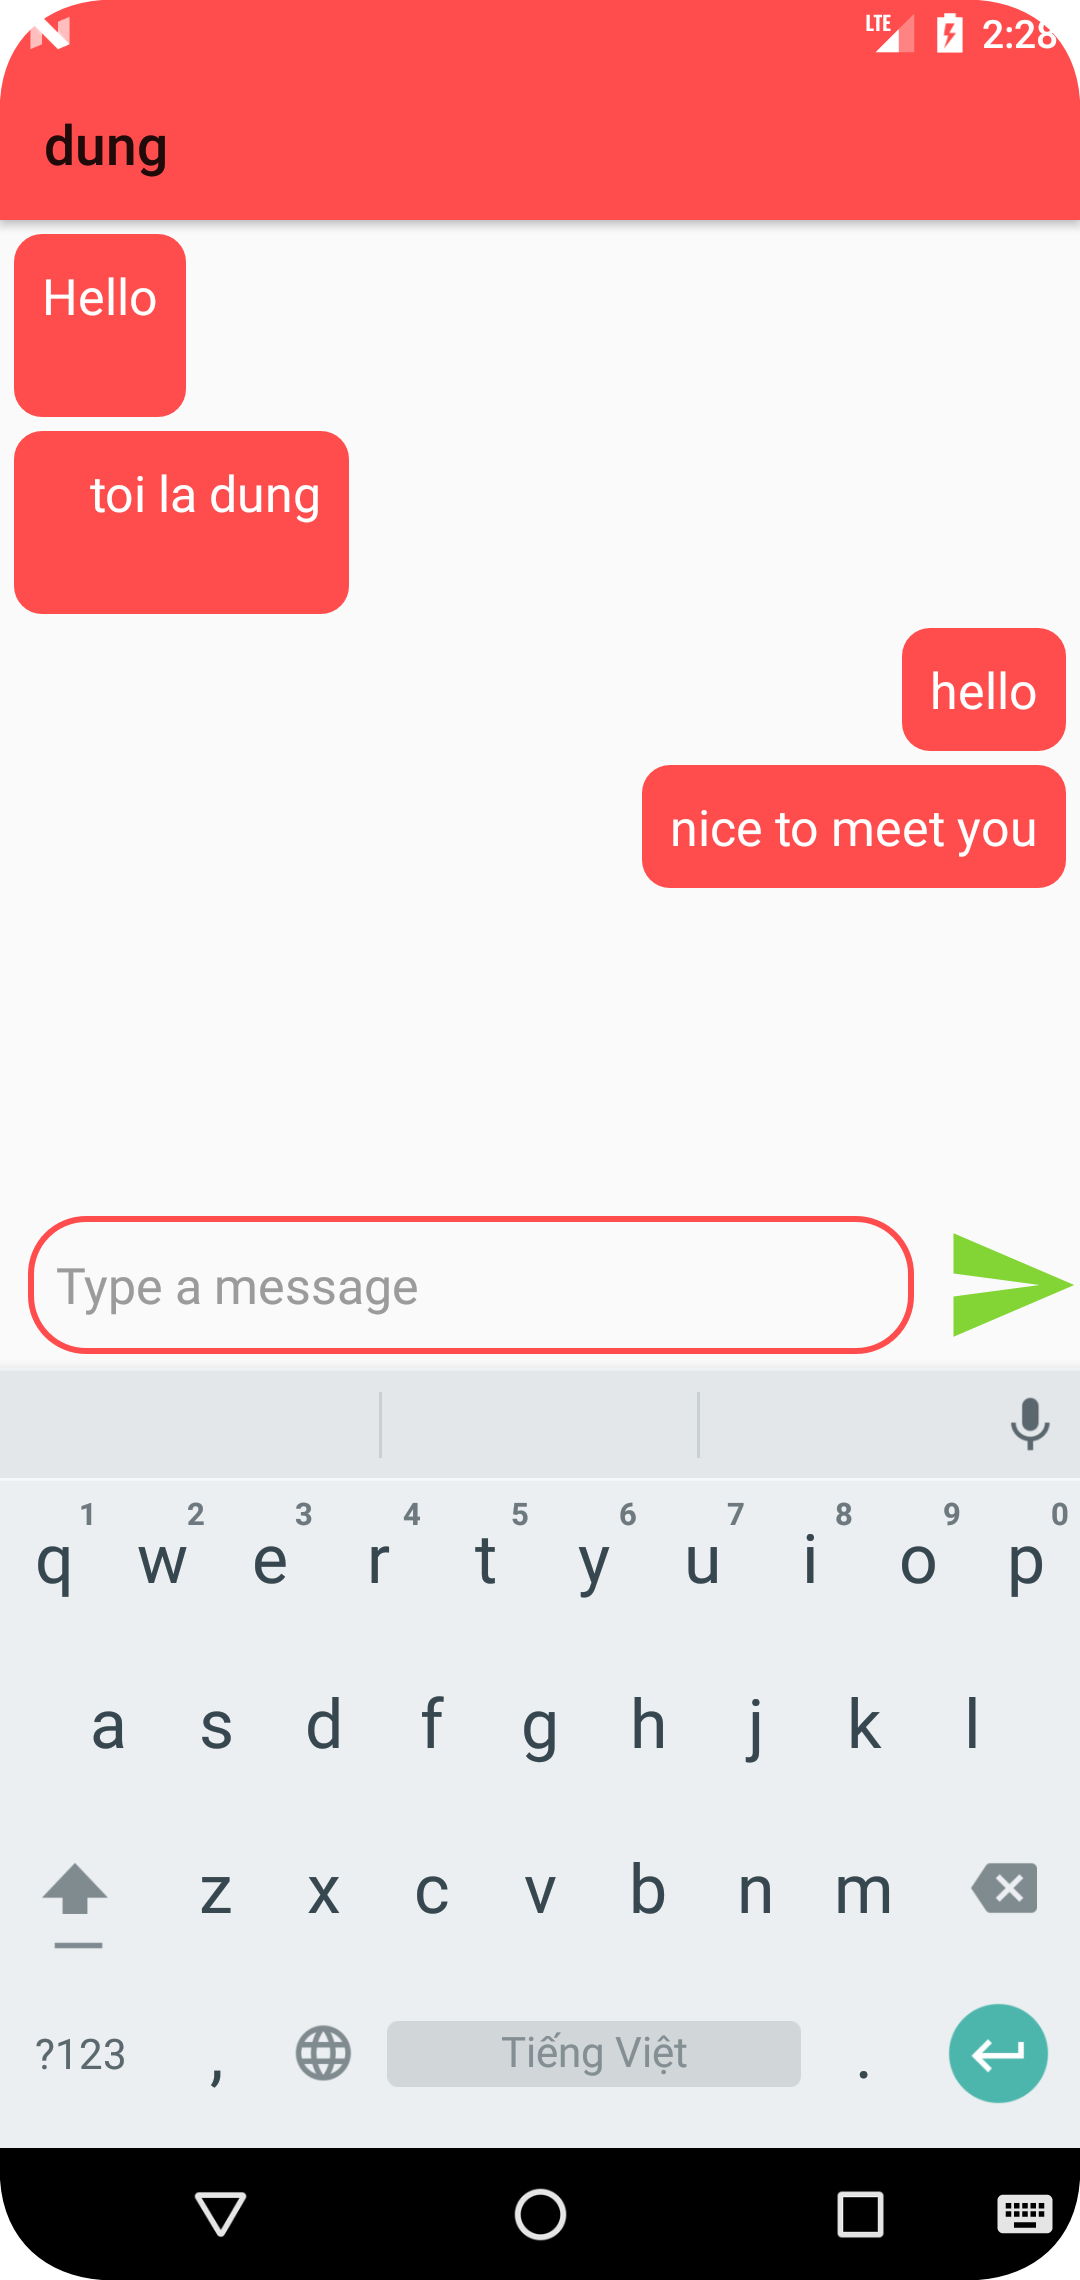 LTE 2:28
dung
Hello
toi la dung
hello
nice to meet you
Type a message
1 2 3 4 5 6 7 8 9 0
q w e r t y u i o p
a s d f g h j k l
z x c v b n m
?123 , Tiếng Việt .